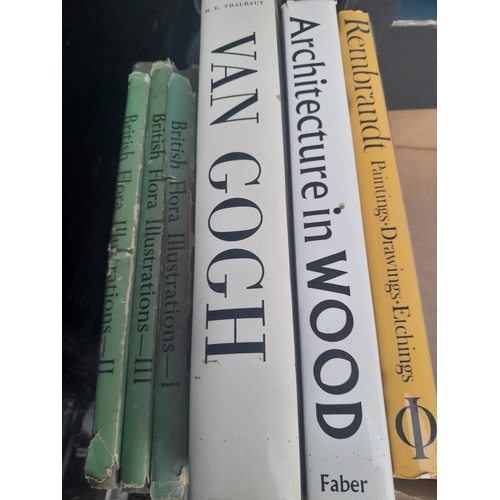 British Flora Illustrations—II
British Flora Illustrations—III
British Flora Illustrations—I
M. E. THALHAUT
VAN GOGH
Architecture in WOOD
Faber
Rembrandt Paintings·Drawings·Etchings